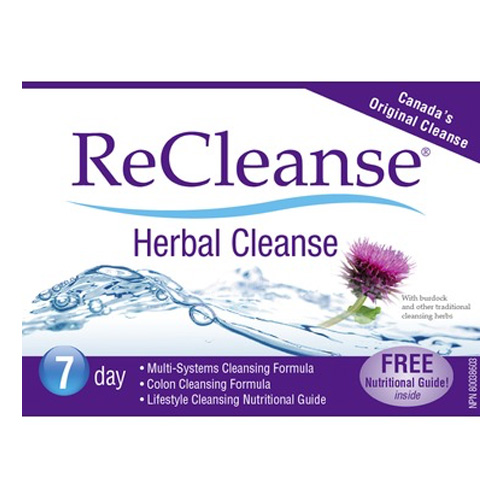 Canada's
Original Cleanse
ReCleanse®
Herbal Cleanse
With burdock
and other traditional
cleansing herbs
7 day
• Multi-Systems Cleansing Formula
• Colon Cleansing Formula
• Lifestyle Cleansing Nutritional Guide
FREE
Nutritional Guide!
inside
NPN 80038603